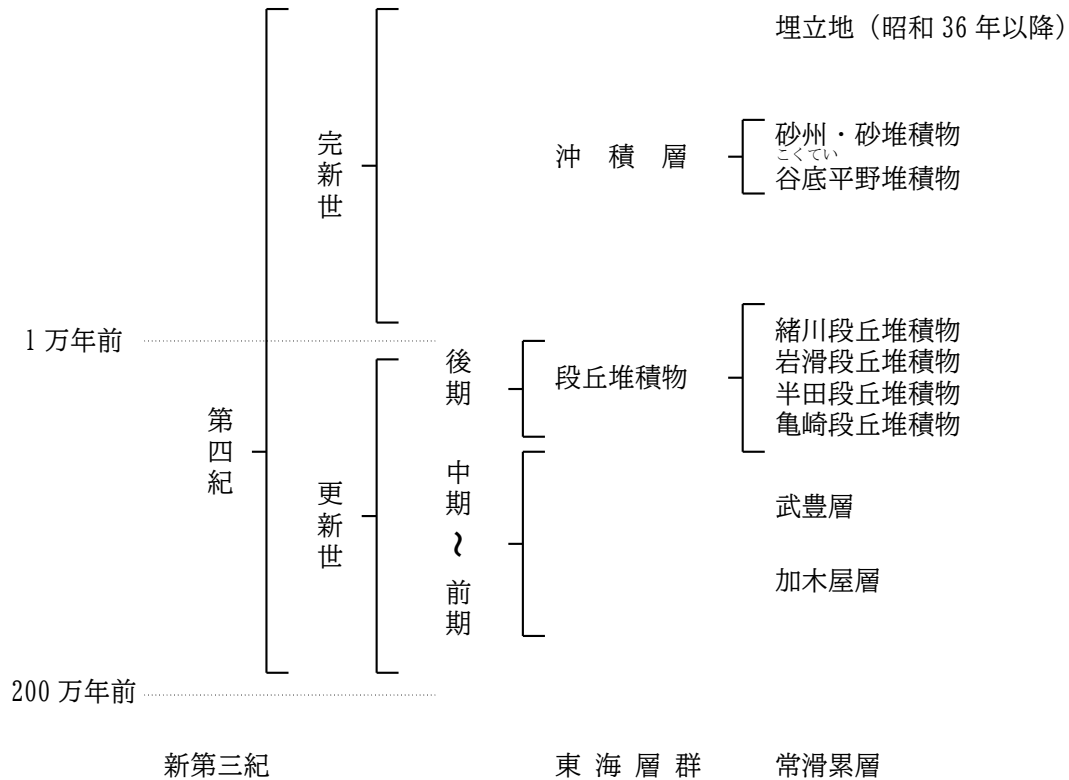 埋立地（昭和 36 年以降）
完新世
沖 積 層
砂州・砂堆積物
こくてい
谷底平野堆積物
1 万年前
第四紀
更新世
後期
段丘堆積物
緒川段丘堆積物
岩滑段丘堆積物
半田段丘堆積物
亀崎段丘堆積物
中期～前期
武豊層
加木屋層
200 万年前
新第三紀
東 海 層 群
常滑累層